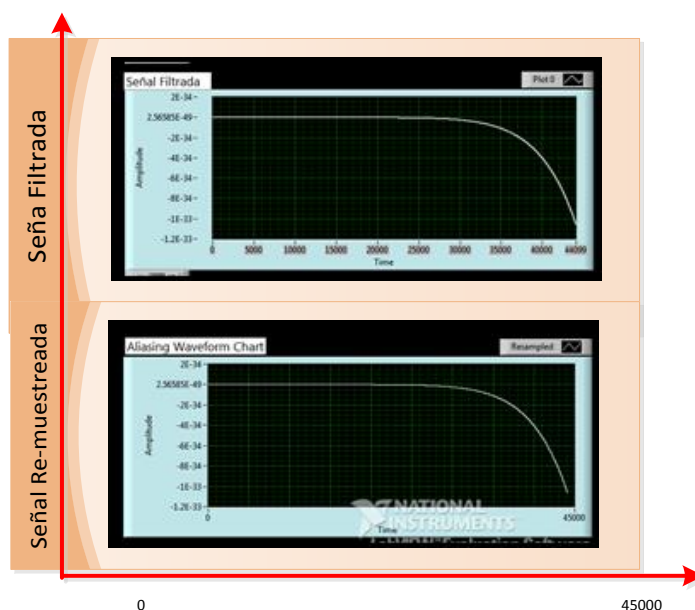 Seña Filtrada
Señal Filtrada
Plot 0
2E-34
2.56585E-49
-2E-34
-4E-34
-6E-34
-8E-34
-1E-33
-1.2E-33
Amplitude
0 5000 10000 15000 20000 25000 30000 35000 40000 44099
Time
Señal Re-muestreada
Aliasing Waveform Chart
Resampled
2E-34
2.56585E-49
-2E-34
-4E-34
-6E-34
-8E-34
-1E-33
-1.2E-33
Amplitude
0 45000
Time
NATIONAL
INSTRUMENTS
0 45000